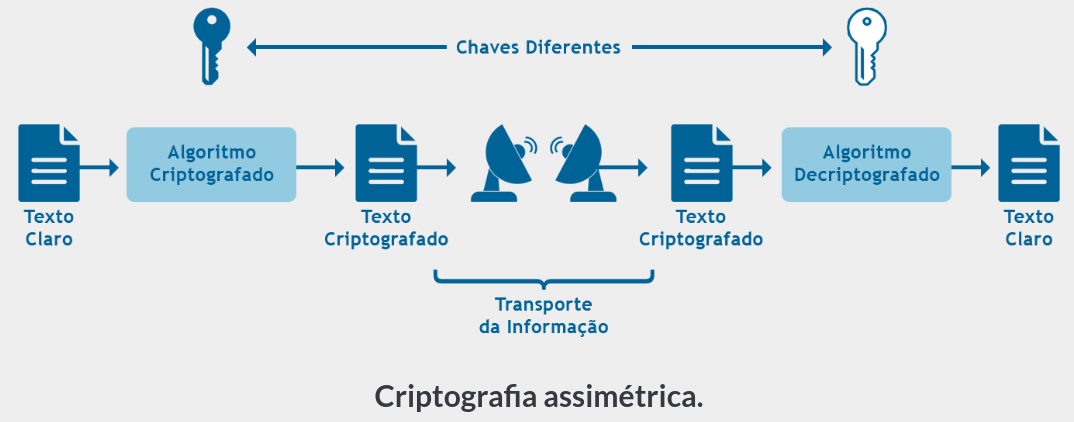 Chaves Diferentes
Algoritmo
Criptografado
Algoritmo
Decriptografado
Texto
Claro
Texto
Criptografado
Texto
Criptografado
Texto
Claro
Transporte
da Informação
Criptografia assimétrica.